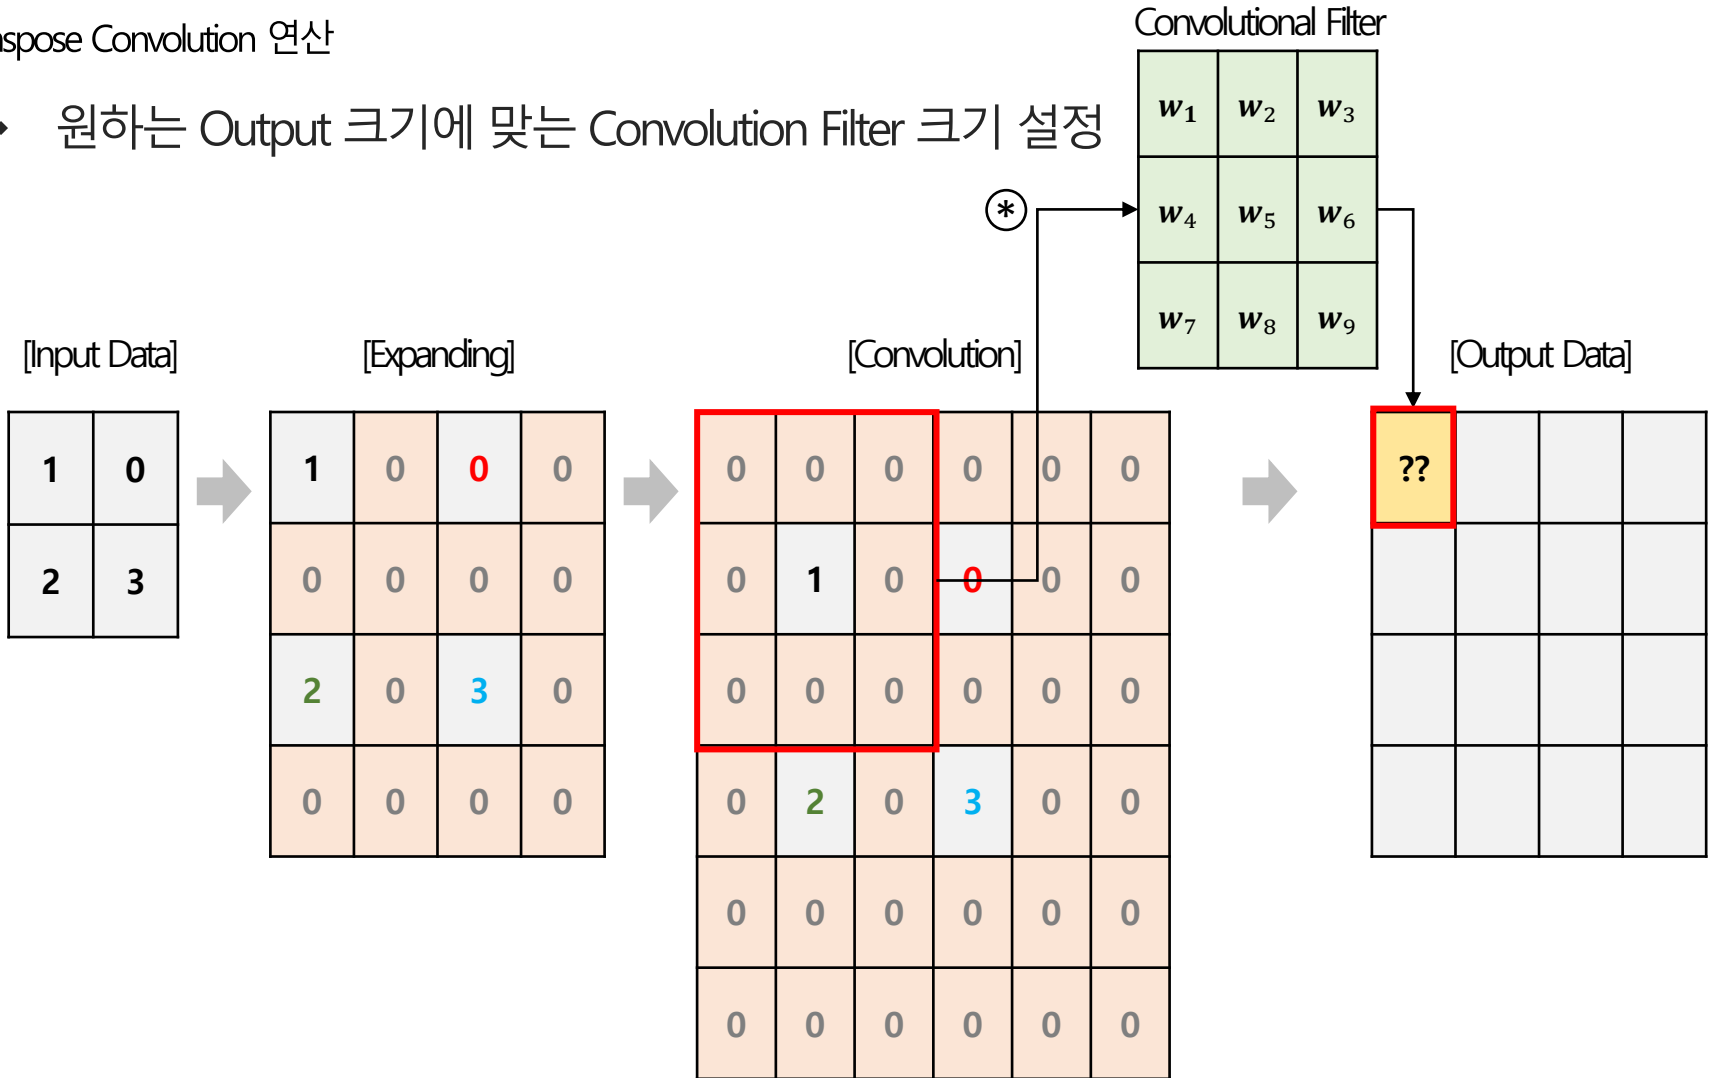 spose Convolution 연산
Convolutional Filter
원하는 Output 크기에 맞는 Convolution Filter 크기 설정
w1 w2 w3
w4 w5 w6
w7 w8 w9
*
[Input Data]
1 0
2 3
[Expanding]
1 0 0 0
0 0 0 0
2 0 3 0
0 0 0 0
[Convolution]
0 0 0 0 0 0
0 1 0 0 0 0
0 0 0 0 0 0
0 2 0 3 0 0
0 0 0 0 0 0
0 0 0 0 0 0
[Output Data]
??